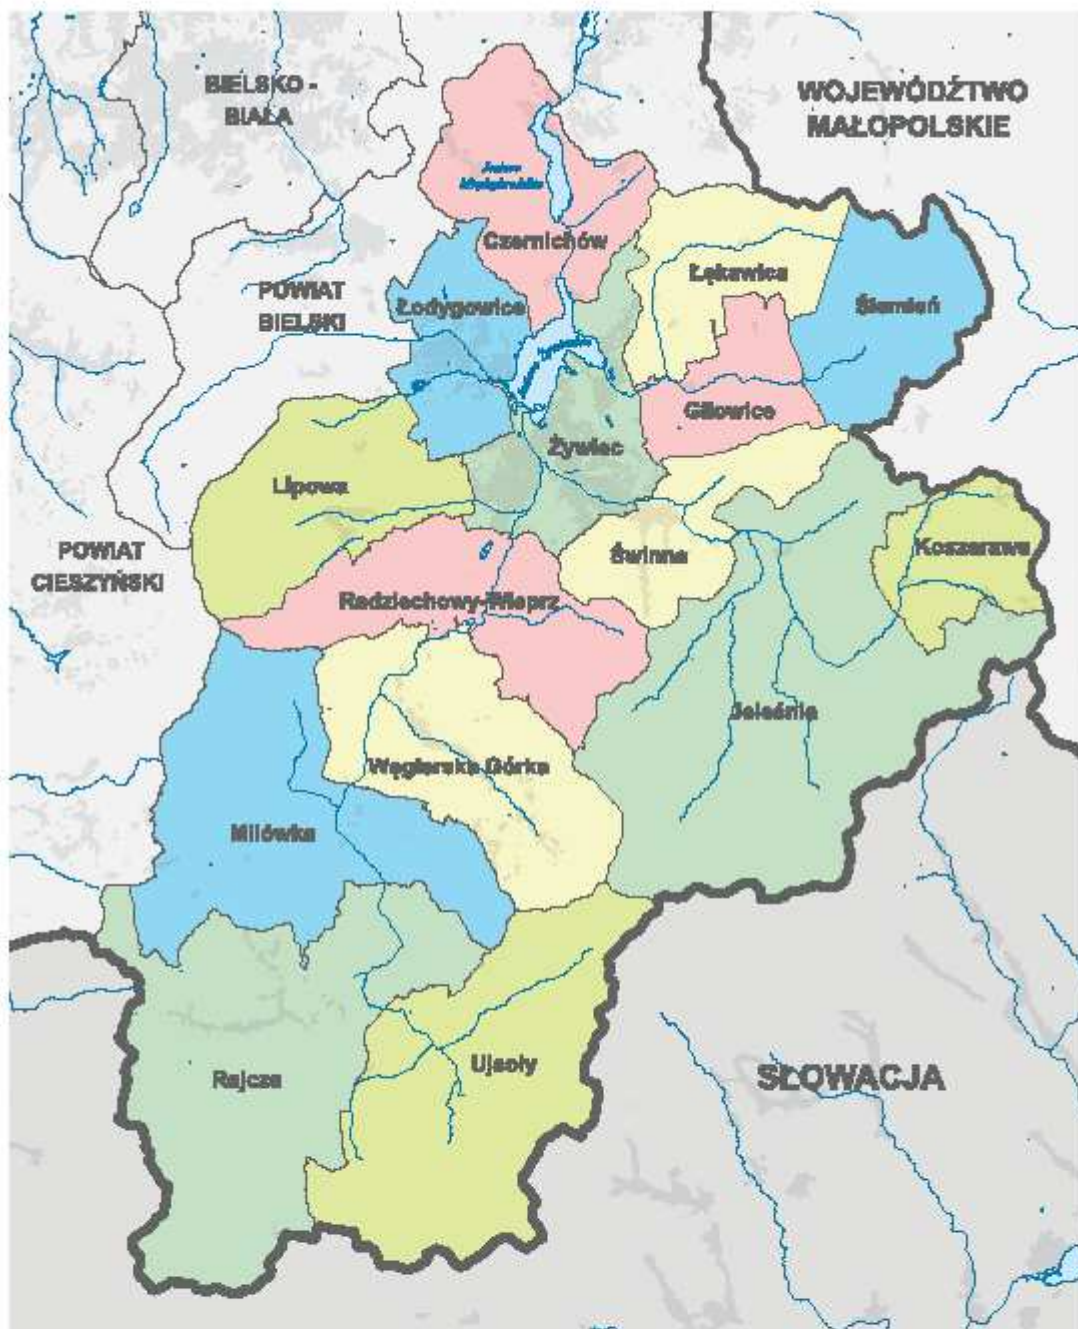 BIELSKO -
BIAŁA
WOJEWÓDZTWO
MAŁOPOLSKIE
Czernichów
Łękawica
POWIAT
BIELSKI
Łodygowice
Ślemień
Gilowice
Żywiec
Lipowa
Koszarawa
POWIAT
CIESZYŃSKI
Świnna
Radziechowy-Wieprz
Jeleśnia
Węgierska Górka
Milówka
Rajcza
Ujsoły
SŁOWACJA